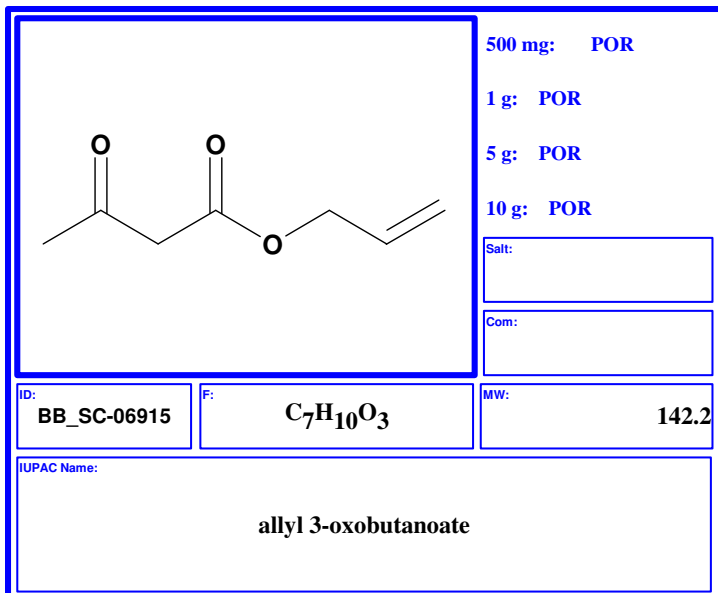 O O
O
500 mg: POR
1 g: POR
5 g: POR
10 g: POR
Salt:
Com:
ID:
BB_SC-06915
F:
C7H10O3
MW:
142.2
IUPAC Name:
allyl 3-oxobutanoate